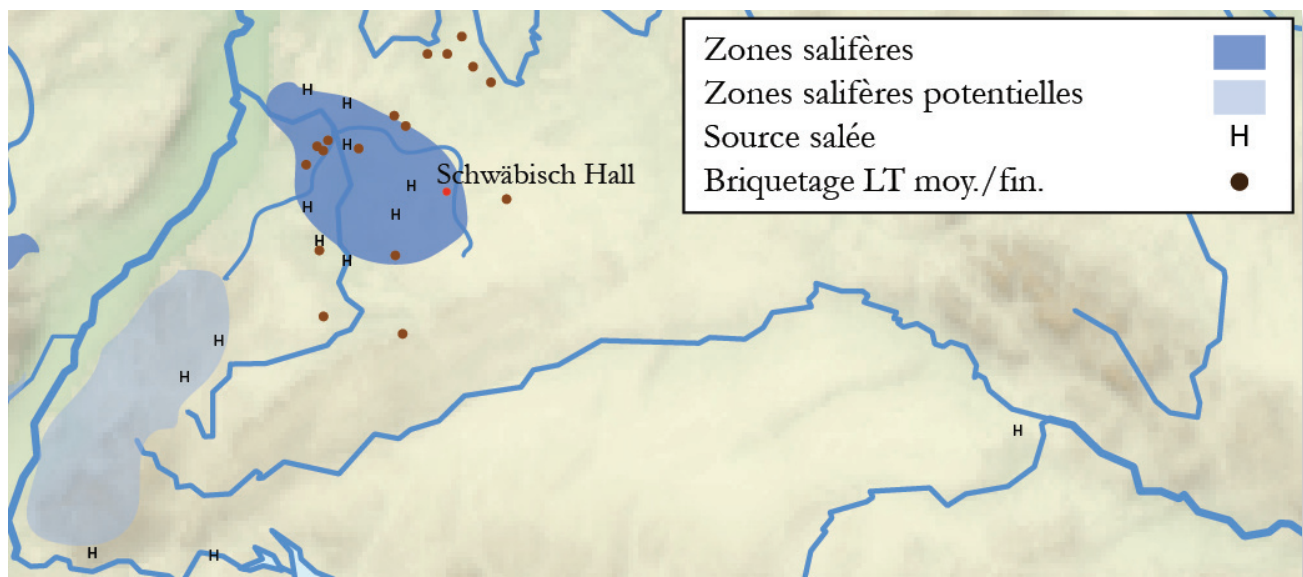 Zones salifères
Zones salifères potentielles
Source salée H
Briquetage LT moy./fin.
H
H
H
Schwäbisch Hall
H
H
H
H
H
H
H
H
H
H